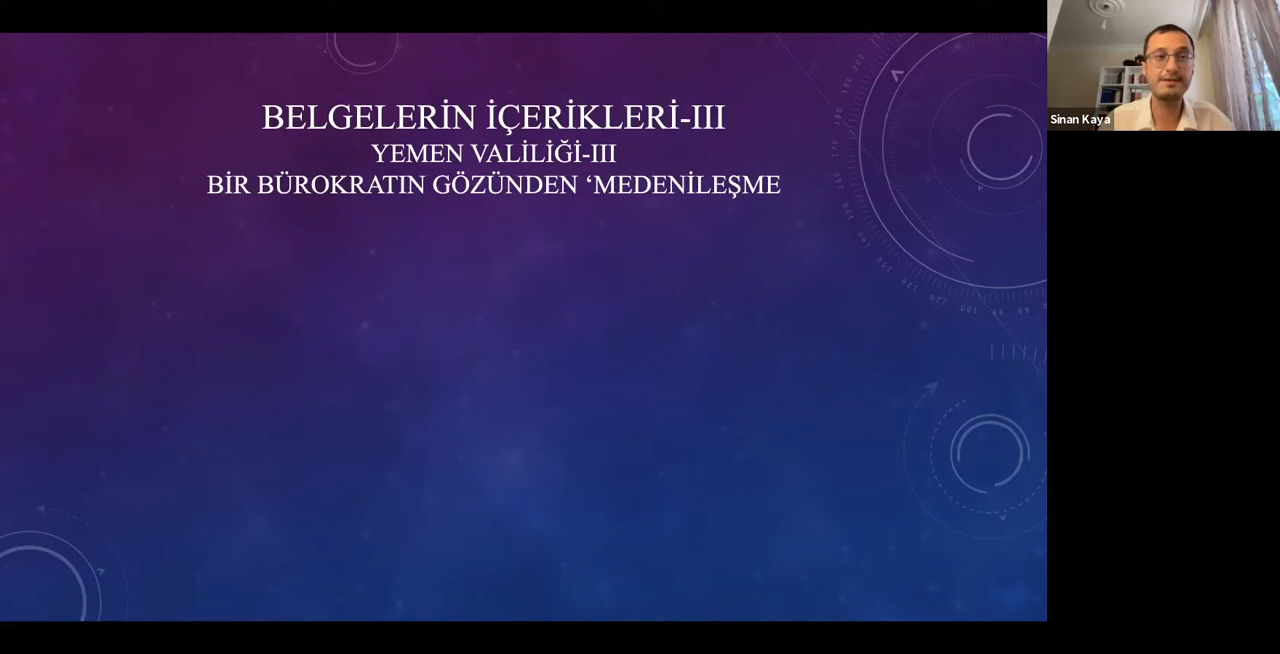 BELGELERİN İÇERİKLERİ-III
YEMEN VALİLİĞİ-III
BİR BÜROKRATIN GÖZÜNDEN ‘MEDENİLEŞME
Sinan Kaya